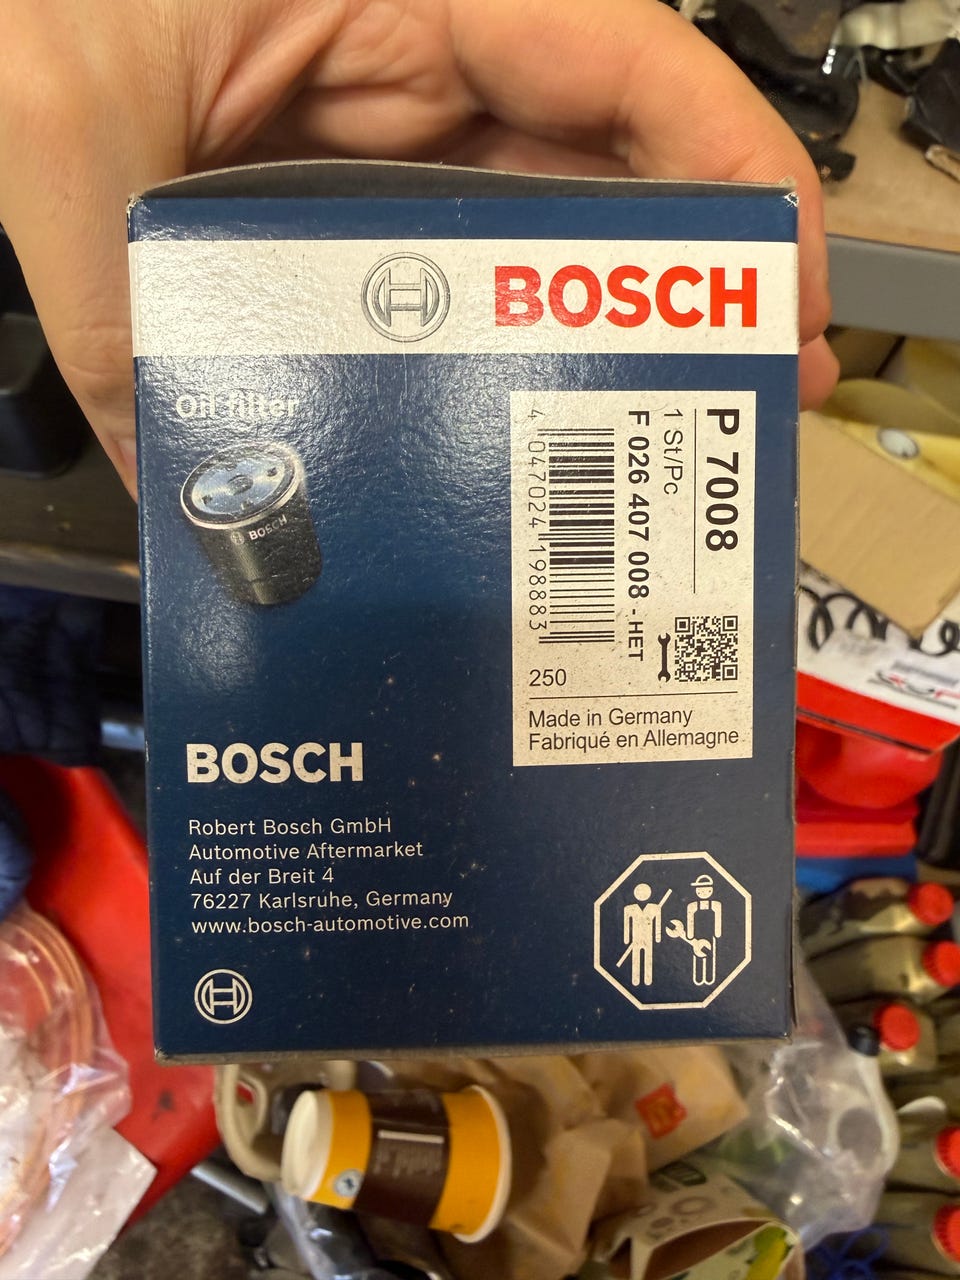 BOSCH
Oil filter
BOSCH
P 7008
1 St/Pc
F 026 407 008 - HET
4 047024 198883
250
Made in Germany
Fabriqué en Allemagne
BOSCH
Robert Bosch GmbH
Automotive Aftermarket
Auf der Breit 4
76227 Karlsruhe, Germany
www.bosch-automotive.com